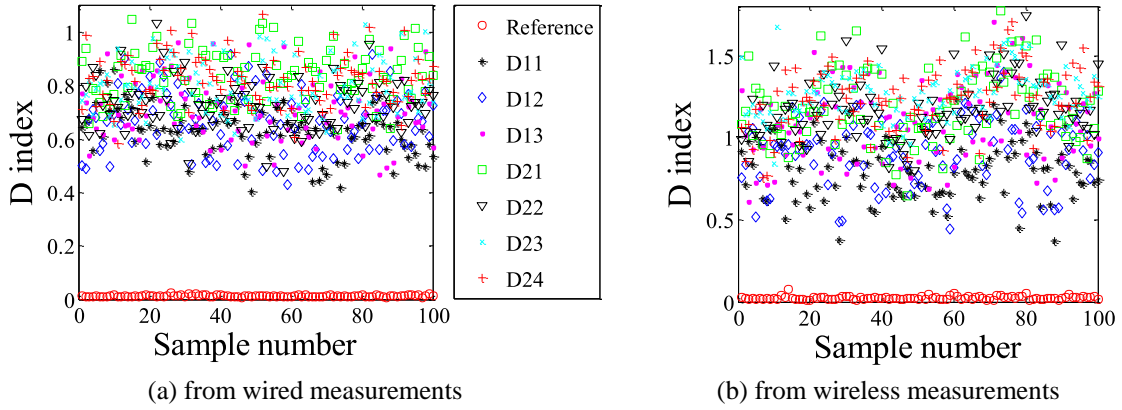 1
0.8
0.6
0.4
0.2
0
D index
0 20 40 60 80 100
Sample number
(a) from wired measurements
Reference
D11
D12
D13
D21
D22
D23
D24
1.5
1
0.5
0
D index
0 20 40 60 80 100
Sample number
(b) from wireless measurements